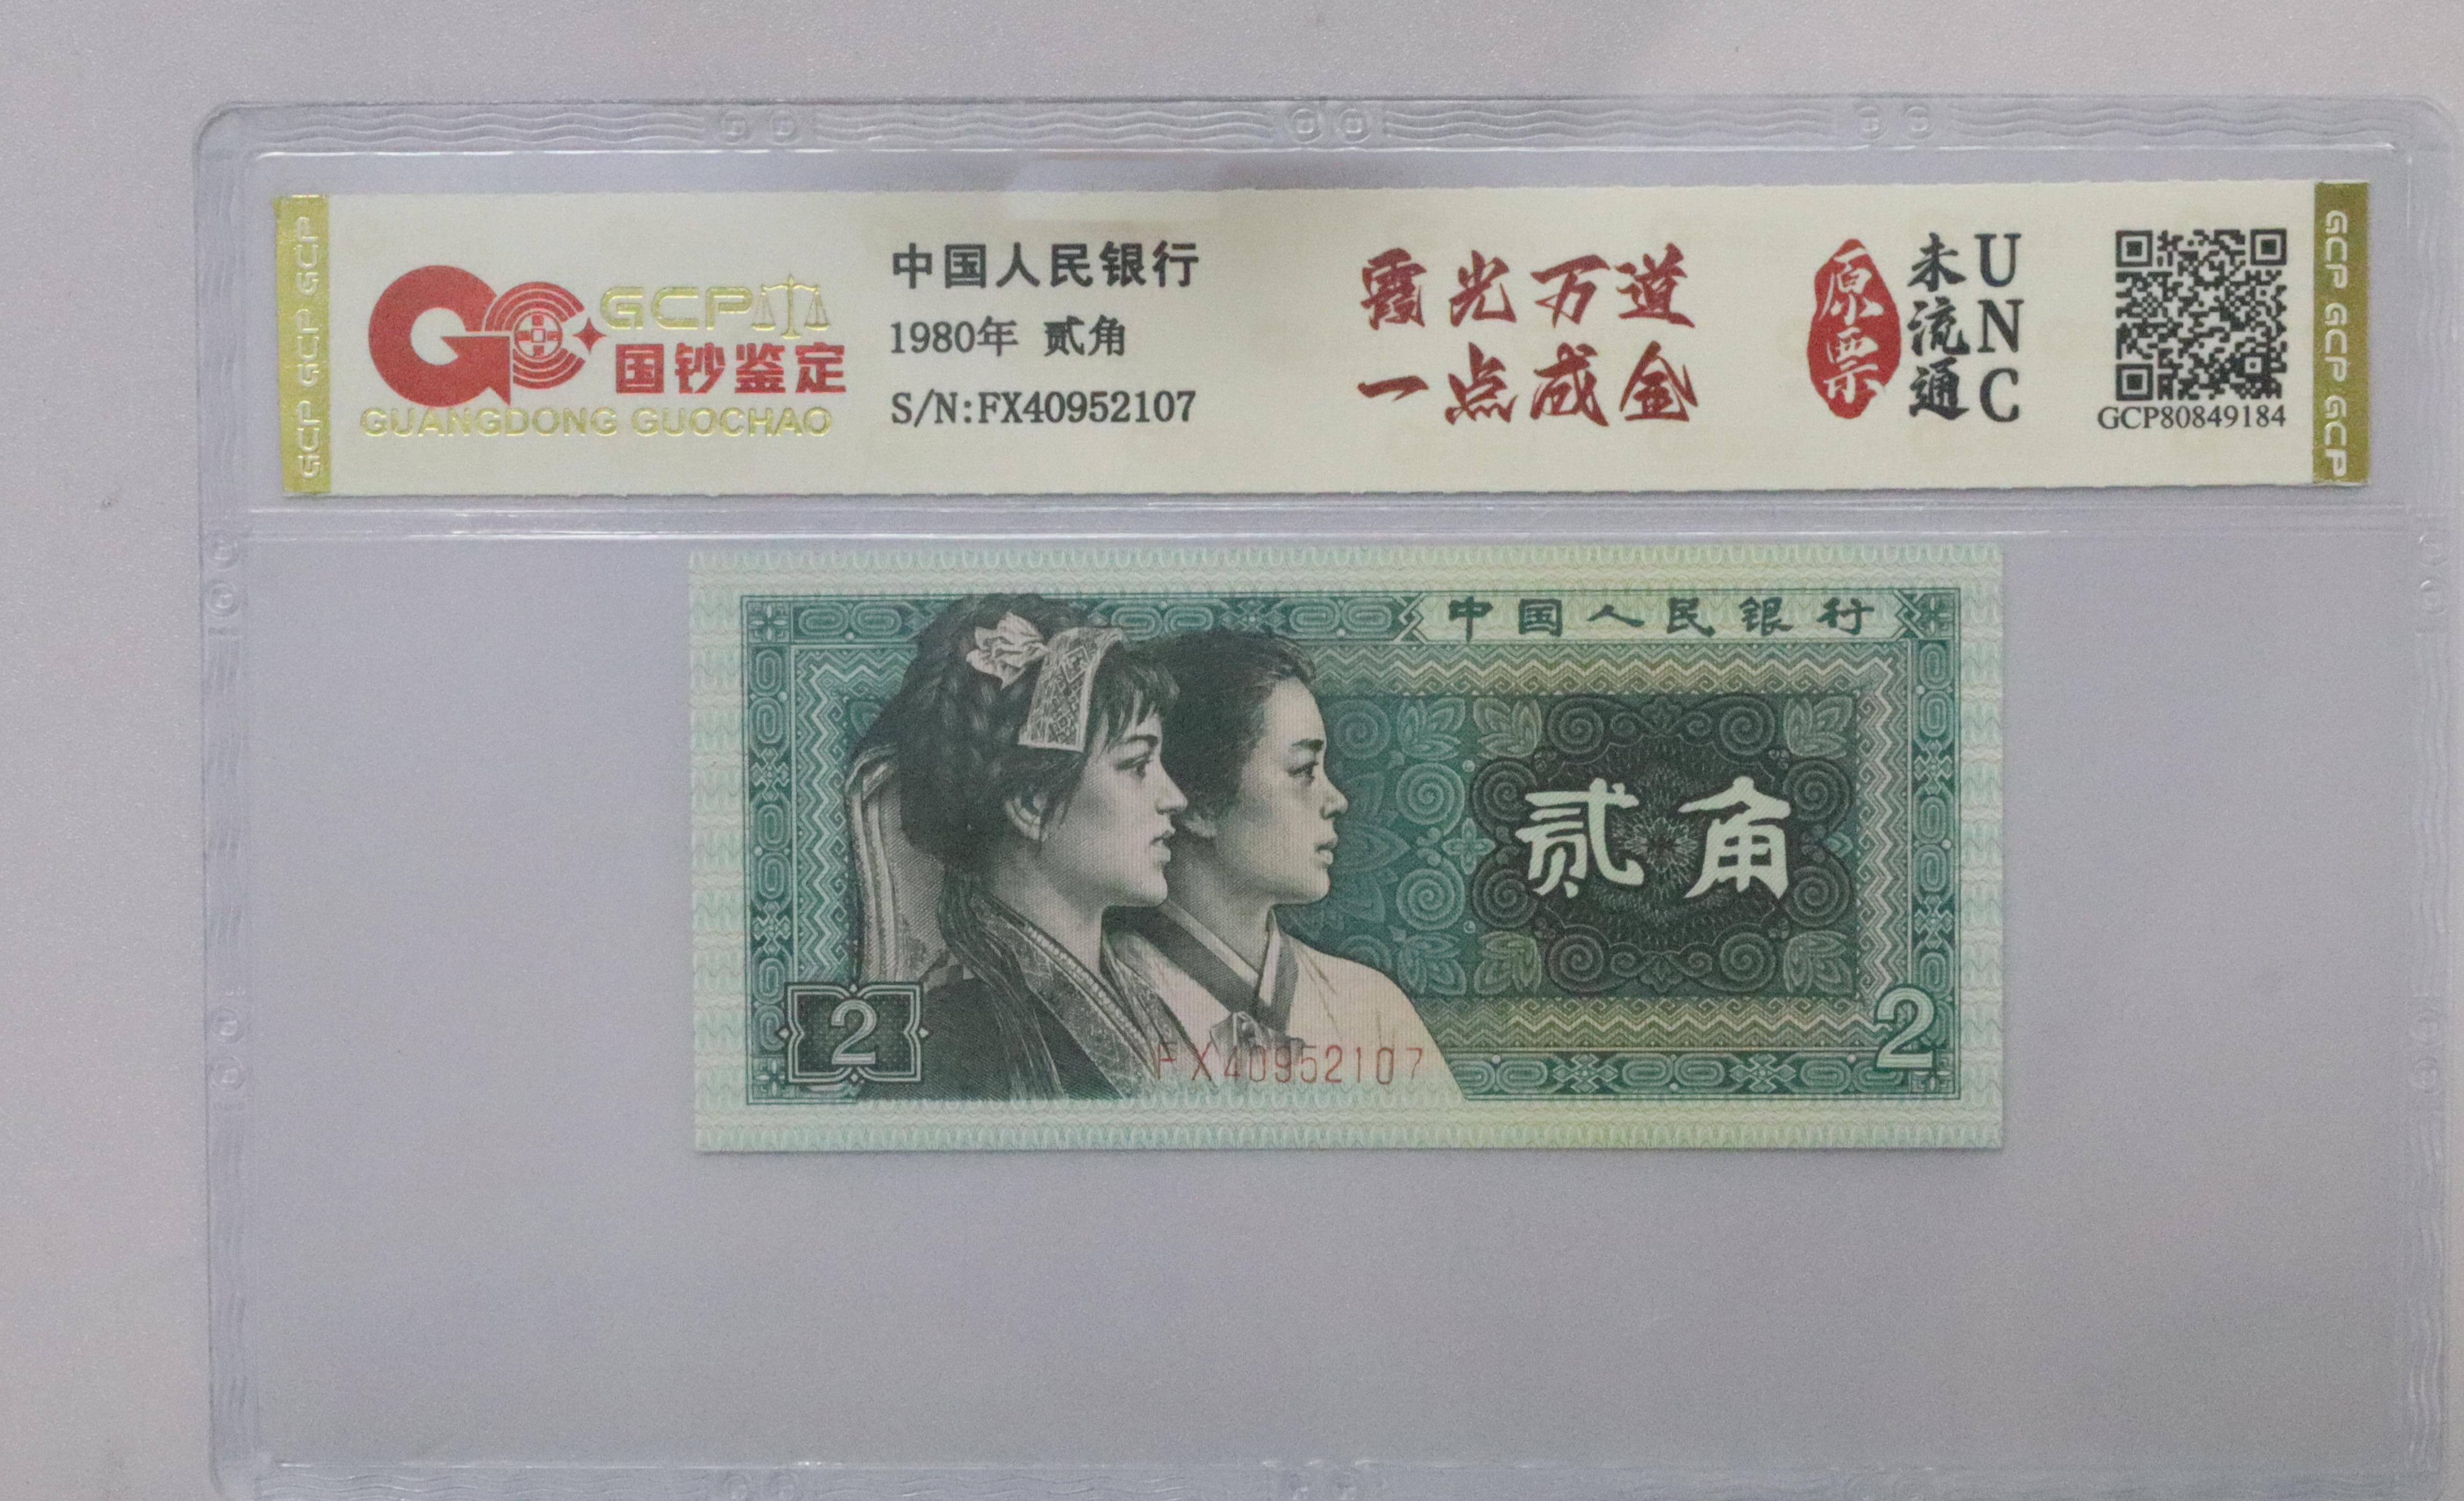 GCP GCP GCP
GCP
国钞鉴定
GUANGDONG GUOCHAO
中国人民银行
1980年 贰角
S/N:FX40952107
霞光万道
一点成金
原票
未流通
UNC
GCP80849184
GCP GCP GCP
中国人民银行
贰角
2
2
FX40952107